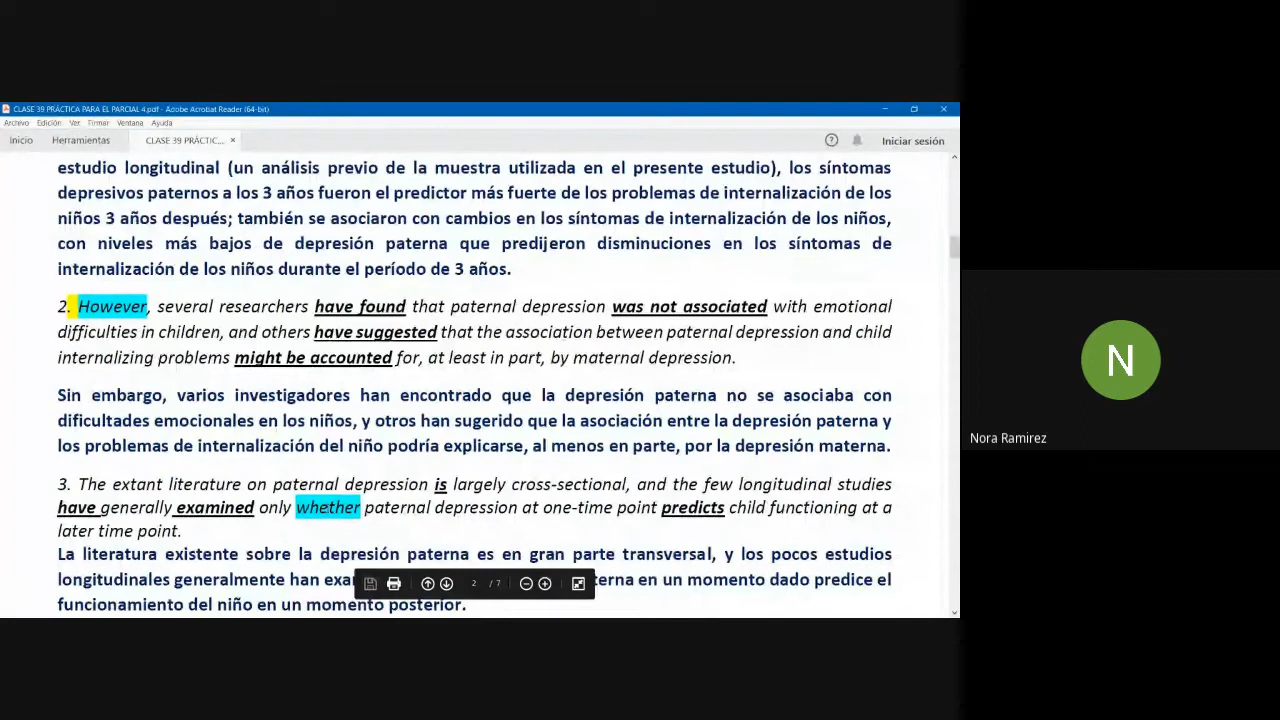 CLASE 39 PRÁCTICA PARA EL PARCIAL 4.pdf - Adobe Acrobat Reader (64-bit)
Archivo Edición Ver Firmar Ventana Ayuda
Inicio Herramientas CLASE 39 PRÁCTIC... × Iniciar sesión
estudio longitudinal (un análisis previo de la muestra utilizada en el presente estudio), los síntomas
depresivos paternos a los 3 años fueron el predictor más fuerte de los problemas de internalización de los
niños 3 años después; también se asociaron con cambios en los síntomas de internalización de los niños,
con niveles más bajos de depresión paterna que predijeron disminuciones en los síntomas de
internalización de los niños durante el período de 3 años.
2. However, several researchers have found that paternal depression was not associated with emotional
difficulties in children, and others have suggested that the association between paternal depression and child
internalizing problems might be accounted for, at least in part, by maternal depression.
Sin embargo, varios investigadores han encontrado que la depresión paterna no se asociaba con
dificultades emocionales en los niños, y otros han sugerido que la asociación entre la depresión paterna y
los problemas de internalización del niño podría explicarse, al menos en parte, por la depresión materna.
3. The extant literature on paternal depression is largely cross-sectional, and the few longitudinal studies
have generally examined only whether paternal depression at one-time point predicts child functioning at a
later time point.
La literatura existente sobre la depresión paterna es en gran parte transversal, y los pocos estudios
longitudinales generalmente han exa terna en un momento dado predice el
funcionamiento del niño en un momento posterior.
2 / 7
N
Nora Ramirez